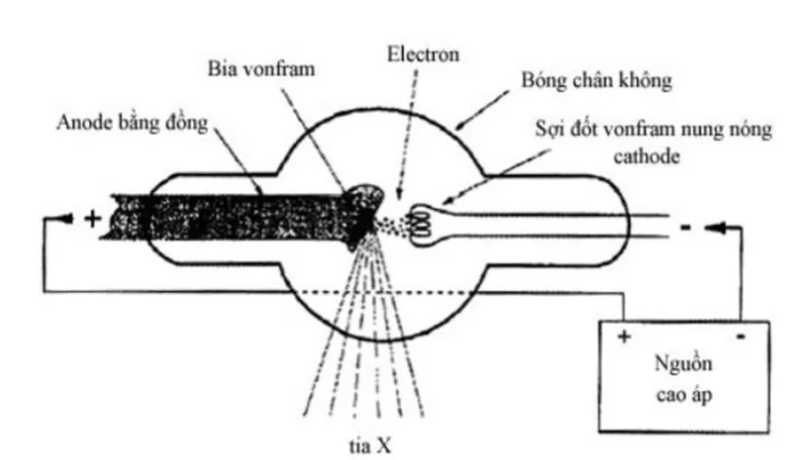 Electron
Bia vonfram
Bóng chân không
Anode bằng đồng
Sợi đốt vonfram nung nóng
cathode
+
-
+ -
Nguồn
cao áp
tia X